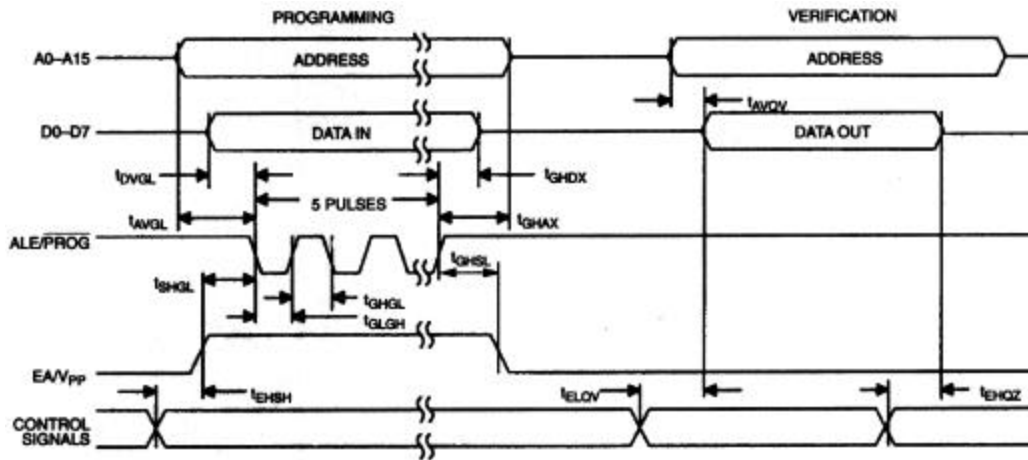 PROGRAMMING VERIFICATION
A0–A15 ADDRESS ADDRESS
tAVQV
D0–D7 DATA IN DATA OUT
tDVGL tGHDX
5 PULSES
tAVGL tGHAX
ALE/PROG
tGHSL
tSHGL
tGHGL
tGLGH
EA/VPP
tEHSH tELQV tEHQZ
CONTROL
SIGNALS